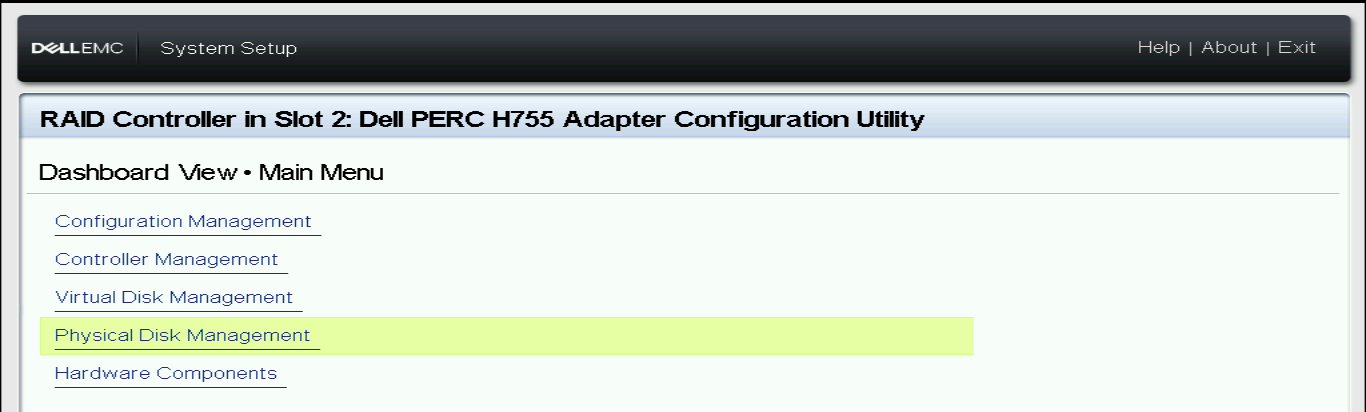 DELLEMC System Setup Help | About | Exit
RAID Controller in Slot 2: Dell PERC H755 Adapter Configuration Utility
Dashboard View • Main Menu
Configuration Management
Controller Management
Virtual Disk Management
Physical Disk Management
Hardware Components